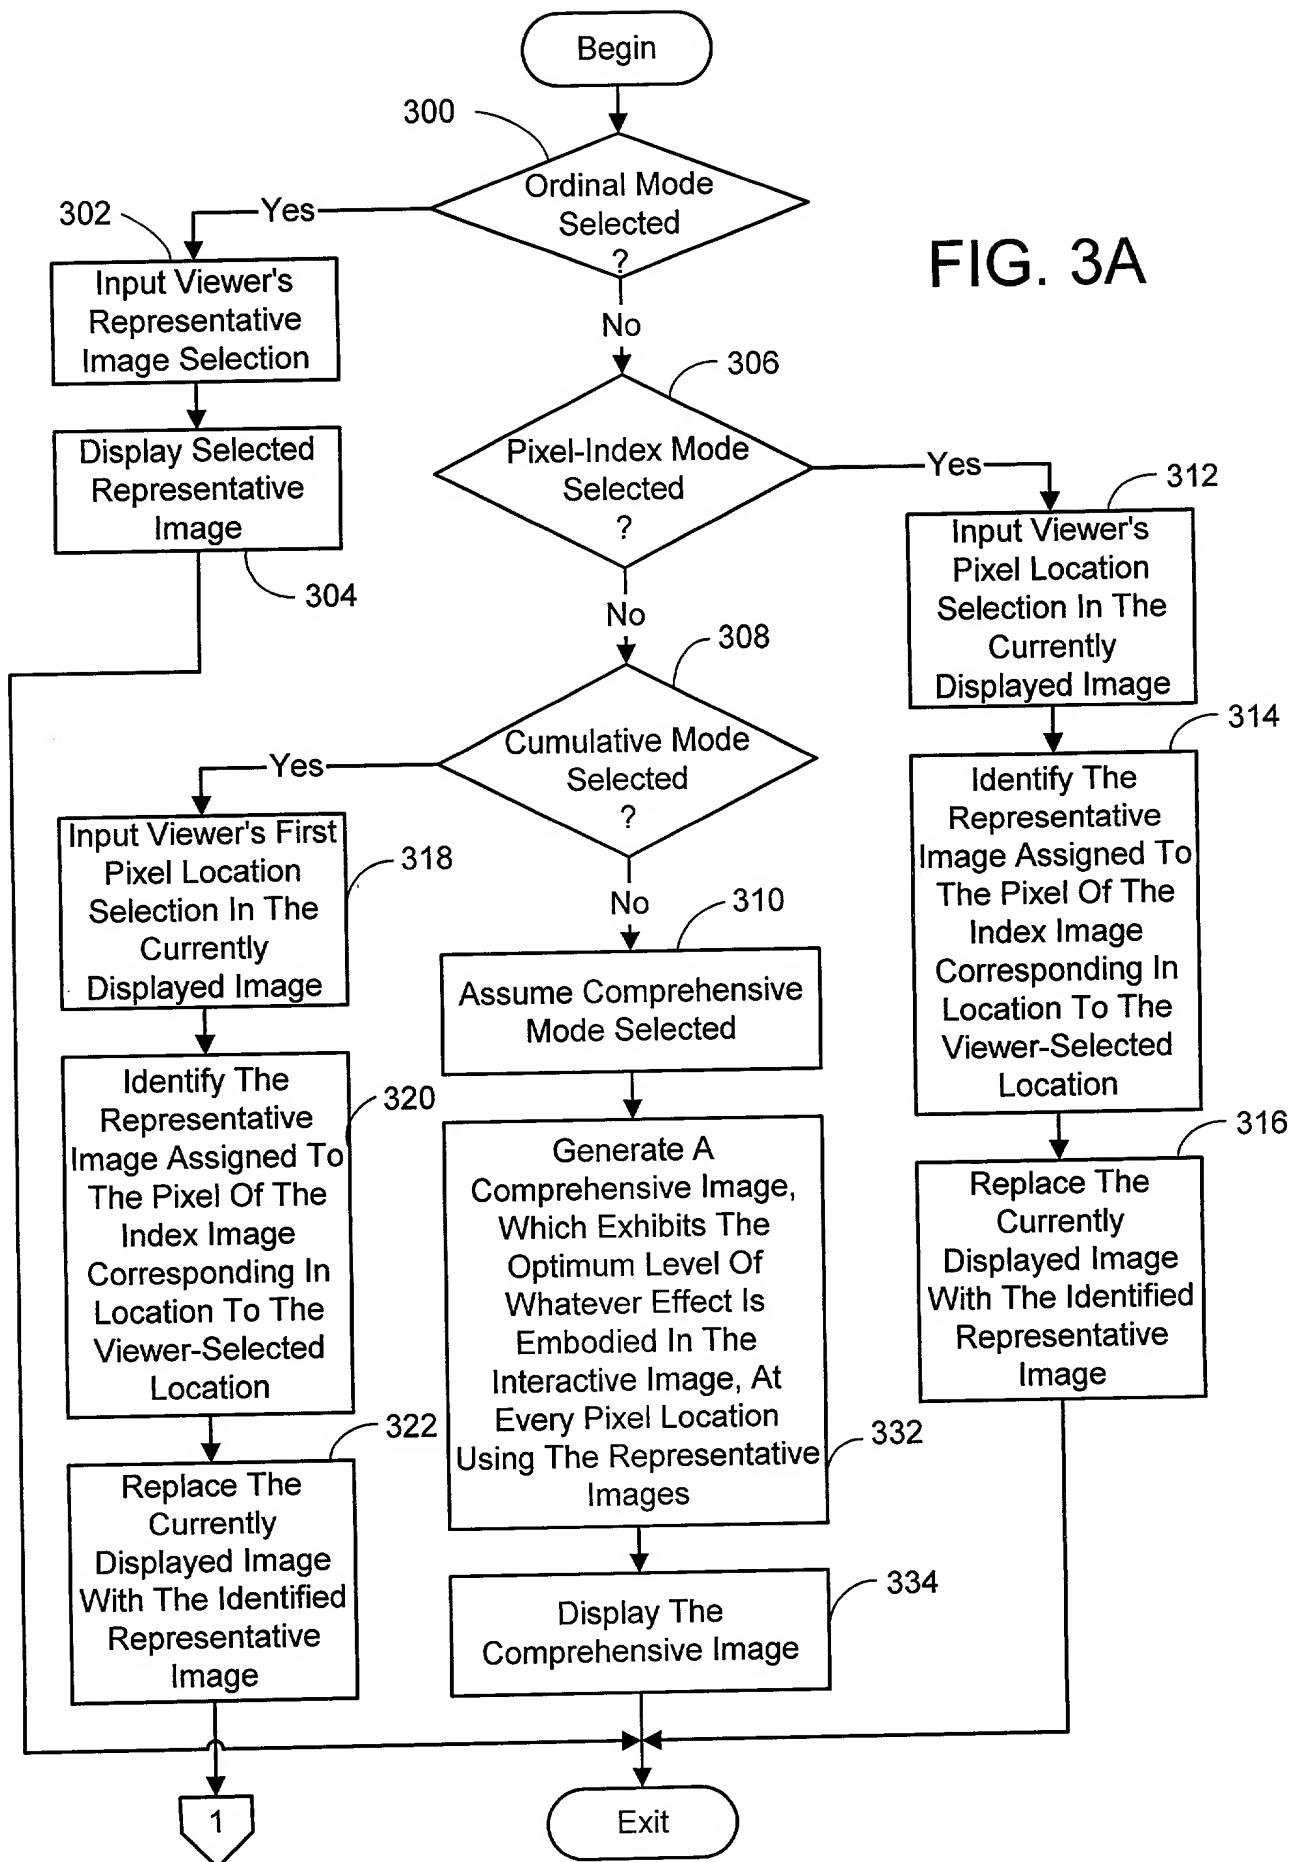 Begin
300
Ordinal Mode
Selected
?
Yes
302
FIG. 3A
Input Viewer's
Representative
Image Selection
No
306
Display Selected
Representative
Image
304
Pixel-Index Mode
Selected
?
Yes
312
Input Viewer's
Pixel Location
Selection In The
Currently
Displayed Image
No
308
314
Cumulative Mode
Selected
?
Yes
Identify The
Representative
Image Assigned To
The Pixel Of The
Index Image
Corresponding In
Location To The
Viewer-Selected
Location
Input Viewer's First
Pixel Location
Selection In The
Currently
Displayed Image
318
No
310
Assume Comprehensive
Mode Selected
Identify The
Representative
Image Assigned To
The Pixel Of The
Index Image
Corresponding In
Location To The
Viewer-Selected
Location
320
Generate A
Comprehensive Image,
Which Exhibits The
Optimum Level Of
Whatever Effect Is
Embodied In The
Interactive Image, At
Every Pixel Location
Using The Representative
Images
332
316
Replace The
Currently
Displayed Image
With The Identified
Representative
Image
322
Replace The
Currently
Displayed Image
With The Identified
Representative
Image
334
Display The
Comprehensive Image
1
Exit